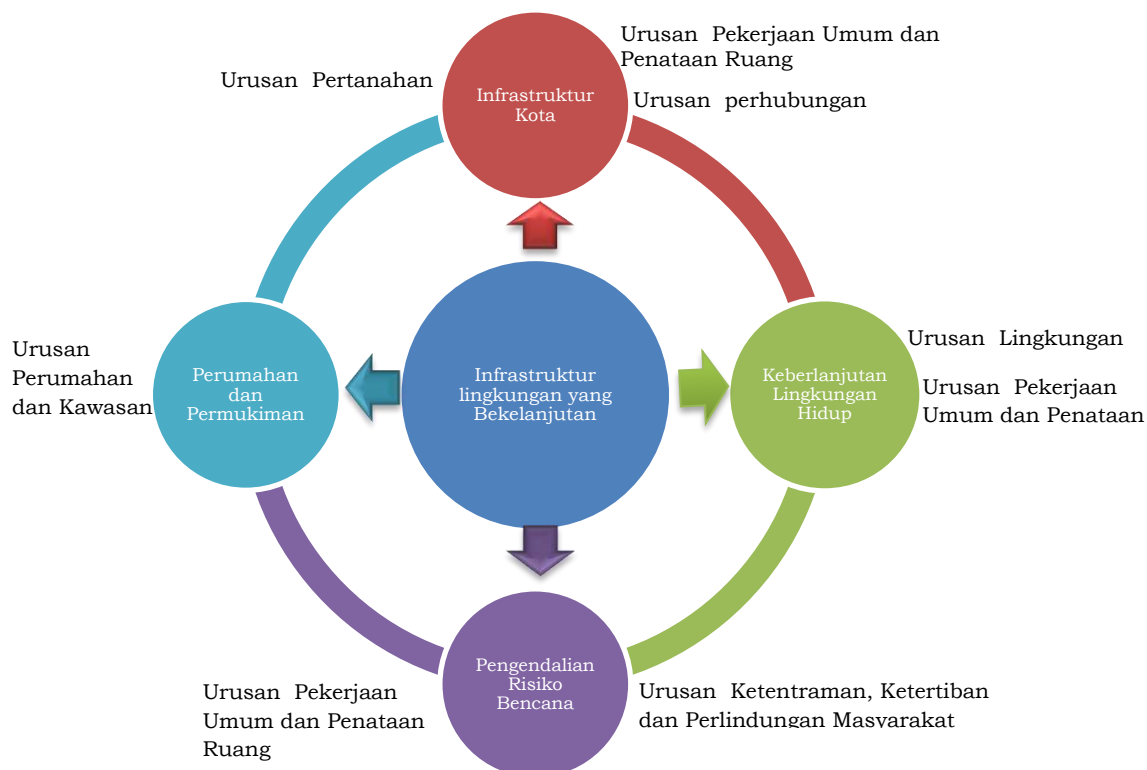 Urusan Pekerjaan Umum dan
Penataan Ruang
Urusan perhubungan
Urusan Pertanahan
Infrastruktur
Kota
Urusan
Perumahan
dan Kawasan
Perumahan
dan
Permukiman
Infrastruktur
lingkungan yang
Bekelanjutan
Keberlanjutan
Lingkungan
Hidup
Urusan Lingkungan
Urusan Pekerjaan
Umum dan Penataan
Pengendalian
Risiko
Bencana
Urusan Pekerjaan
Umum dan Penataan
Ruang
Urusan Ketentraman, Ketertiban
dan Perlindungan Masyarakat